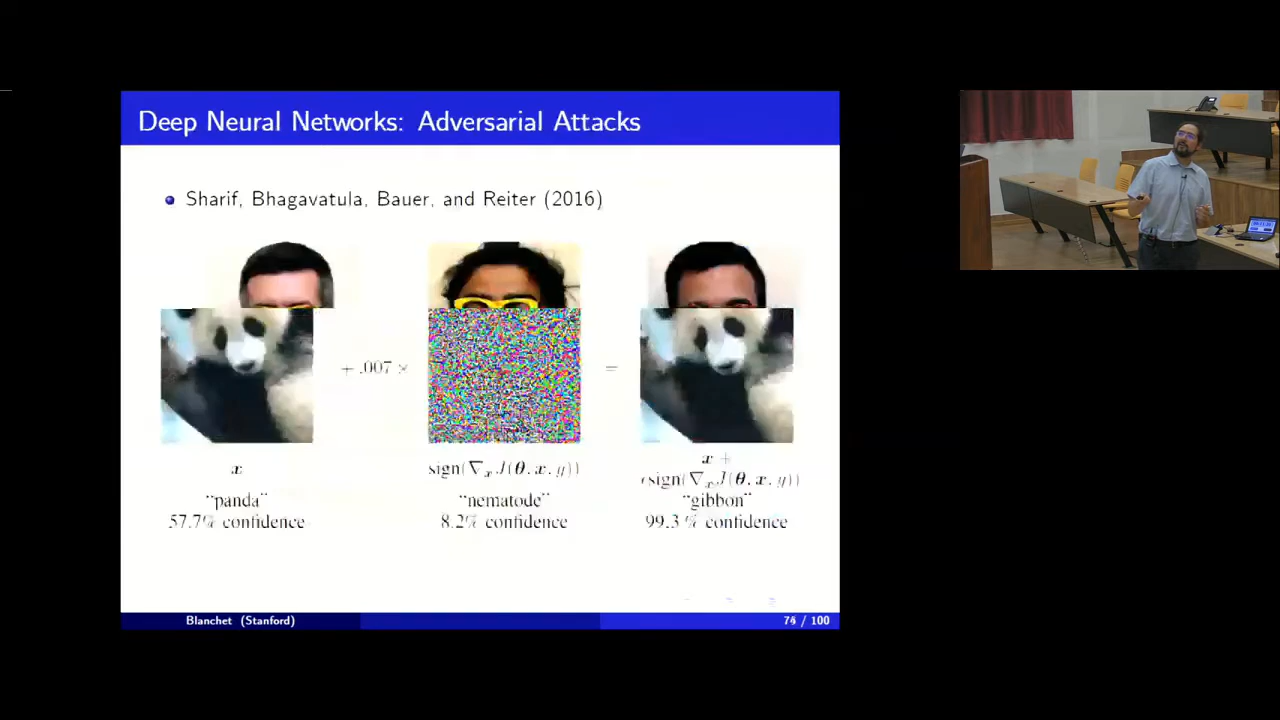 Deep Neural Networks: Adversarial Attacks
Sharif, Bhagavatula, Bauer, and Reiter (2016)
+ .007 ×
=
x
sign(∇ₓJ(θ, x, y))
x +
ϵsign(∇ₓJ(θ, x, y))
"panda"
"nematode"
"gibbon"
57.7% confidence
8.2% confidence
99.3 % confidence
Blanchet (Stanford)
/ 100